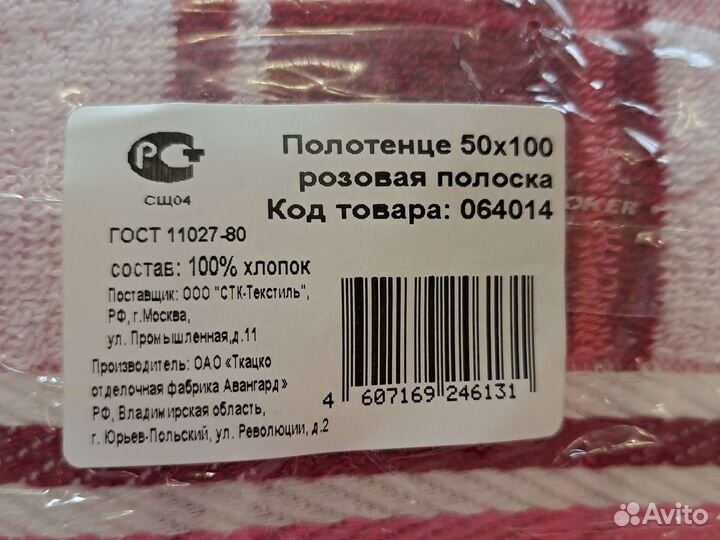 РС
СЩ04
Полотенце 50х100
розовая полоска
Код товара: 064014
ОКER
ГОСТ 11027-80
состав: 100% хлопок
Поставщик: ООО "СТК-Текстиль",
РФ, г.Москва,
ул. Промышленная,д.11
Производитель: ОАО «Ткацко
отделочная фабрика Авангард»
РФ, Владимирская область,
г. Юрьев-Польский, ул. Революции, д.2
4 607169 246131
Avito